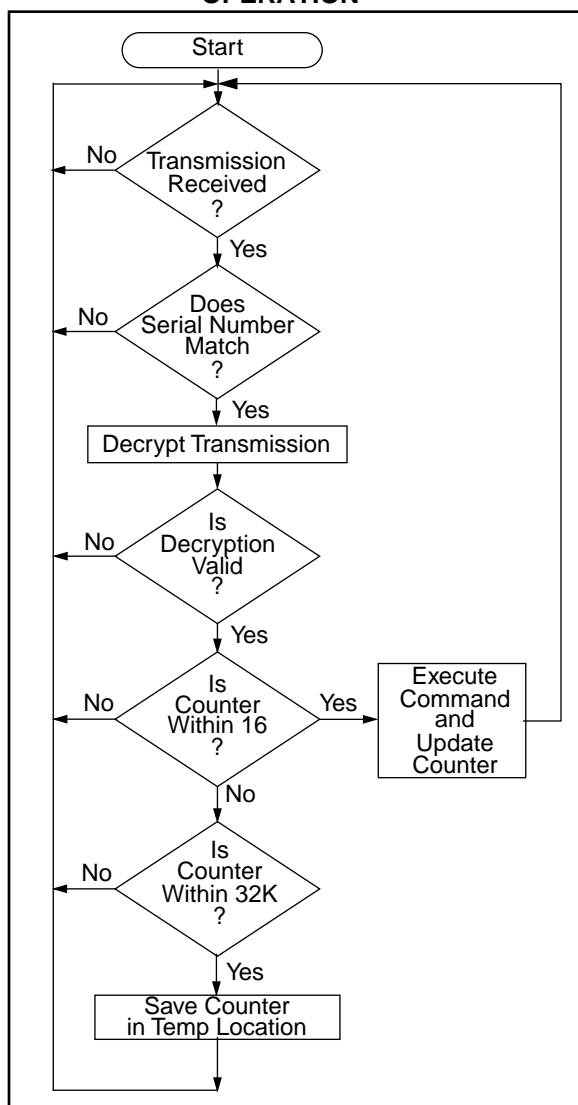 OPERATION
Start
No
Transmission
Received
?
Yes
No
Does
Serial Number
Match
?
Yes
Decrypt Transmission
No
Is
Decryption
Valid
?
Yes
No
Is
Counter
Within 16
?
Yes
Execute
Command
and
Update
Counter
No
No
Is
Counter
Within 32K
?
Yes
Save Counter
in Temp Location